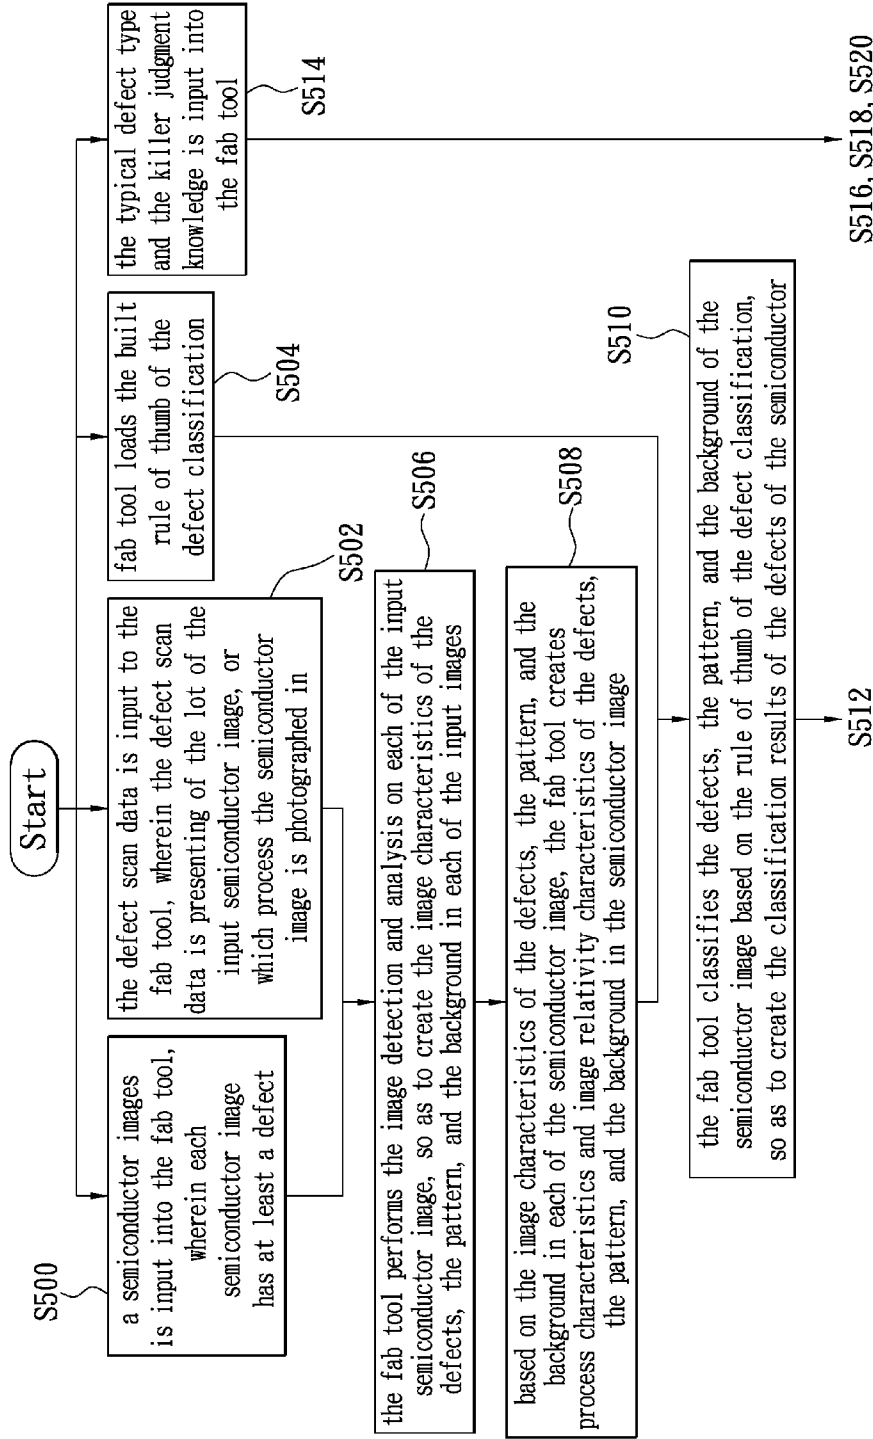 Start
S500
a semiconductor images
is input into the fab tool,
wherein each
semiconductor image
has at least a defect
the defect scan data is input to the
fab tool, wherein the defect scan
data is presenting of the lot of the
input semiconductor image, or
which process the semiconductor
image is photographed in
S502
fab tool loads the built
rule of thumb of the
defect classification
S504
the typical defect type
and the killer judgment
knowledge is input into
the fab tool
S514
the fab tool performs the image detection and analysis on each of the input
semiconductor image, so as to create the image characteristics of the
defects, the pattern, and the background in each of the input images
S506
based on the image characteristics of the defects, the pattern, and the
background in each of the semiconductor image, the fab tool creates
process characteristics and image relativity characteristics of the defects,
the pattern, and the background in the semiconductor image
S508
the fab tool classifies the defects, the pattern, and the background of the
semiconductor image based on the rule of thumb of the defect classification,
so as to create the classification results of the defects of the semiconductor
S510
S512
S516, S518, S520